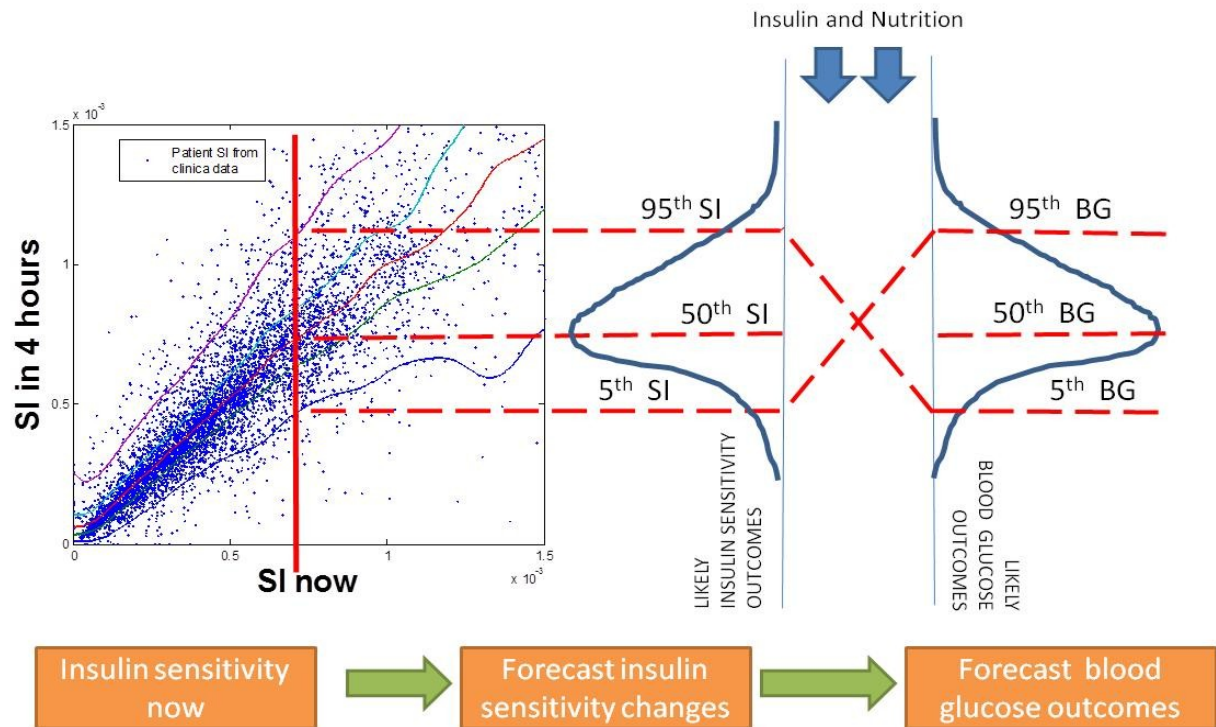 Insulin and Nutrition
x 10⁻³
1.5
Patient SI from
clinica data
1
0.5
0
SI in 4 hours
0
0.5
1
1.5
x 10⁻³
SI now
95th SI
50th SI
5th SI
LIKELY
INSULIN SENSITIVITY
OUTCOMES
95th BG
50th BG
5th BG
LIKELY
BLOOD GLUCOSE
OUTCOMES
Insulin sensitivity
now
Forecast insulin
sensitivity changes
Forecast blood
glucose outcomes